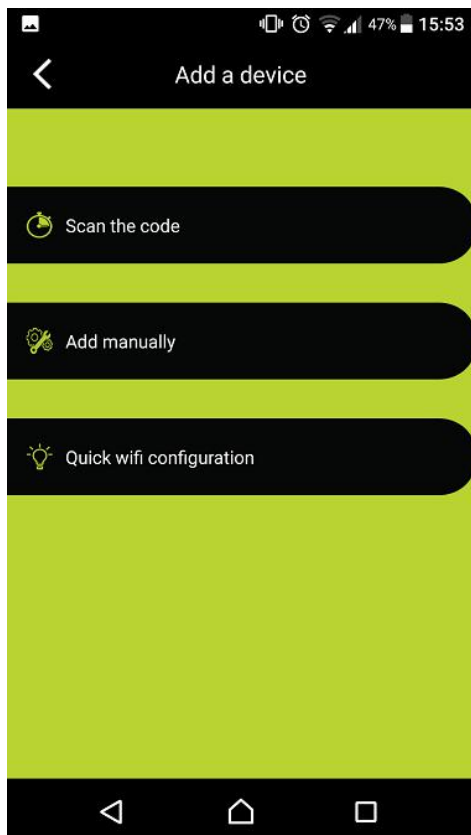 47% 15:53
Add a device
Scan the code
Add manually
Quick wifi configuration